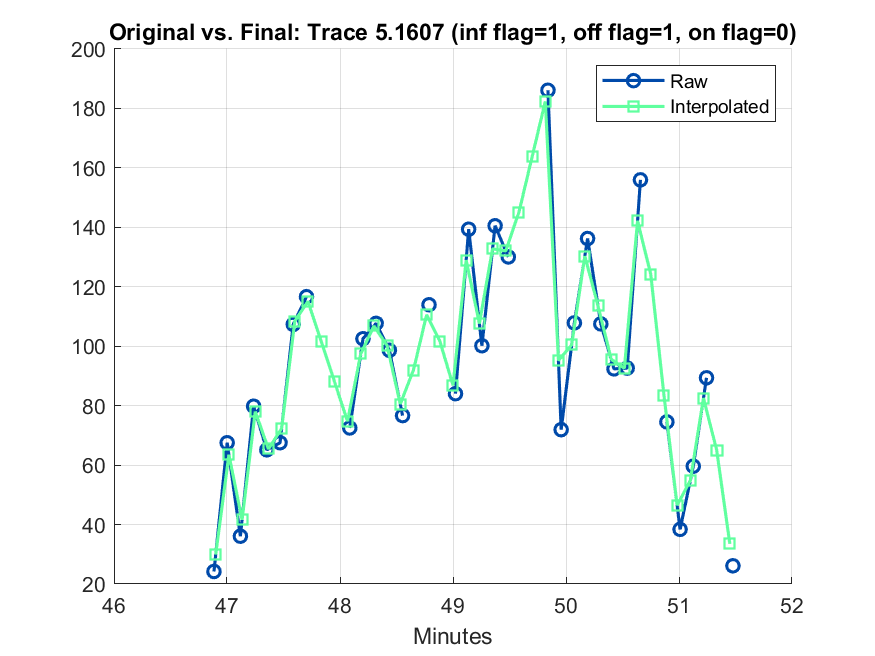 Original vs. Final: Trace 5.1607 (inf flag=1, off flag=1, on flag=0)
200
180
160
140
120
100
80
60
40
20
Raw
Interpolated
46 47 48 49 50 51 52
Minutes